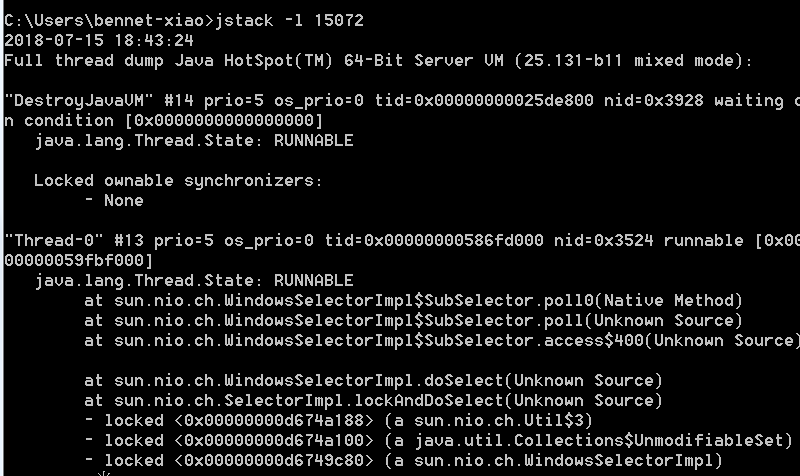 C:\Users\bennet-xiao>jstack -l 15072
2018-07-15 18:43:24
Full thread dump Java HotSpot(TM) 64-Bit Server VM (25.131-b11 mixed mode):
"DestroyJavaVM" #14 prio=5 os_prio=0 tid=0x00000000025de800 nid=0x3928 waiting o
n condition [0x0000000000000000]
java.lang.Thread.State: RUNNABLE
Locked ownable synchronizers:
- None
"Thread-0" #13 prio=5 os_prio=0 tid=0x00000000586fd000 nid=0x3524 runnable [0x00
00000059fbf000]
java.lang.Thread.State: RUNNABLE
at sun.nio.ch.WindowsSelectorImpl$SubSelector.poll0(Native Method)
at sun.nio.ch.WindowsSelectorImpl$SubSelector.poll(Unknown Source)
at sun.nio.ch.WindowsSelectorImpl$SubSelector.access$400(Unknown Source)
at sun.nio.ch.WindowsSelectorImpl.doSelect(Unknown Source)
at sun.nio.ch.SelectorImpl.lockAndDoSelect(Unknown Source)
- locked <0x00000000d674a188> (a sun.nio.ch.Util$3)
- locked <0x00000000d674a100> (a java.util.Collections$UnmodifiableSet)
- locked <0x00000000d6749c80> (a sun.nio.ch.WindowsSelectorImpl)